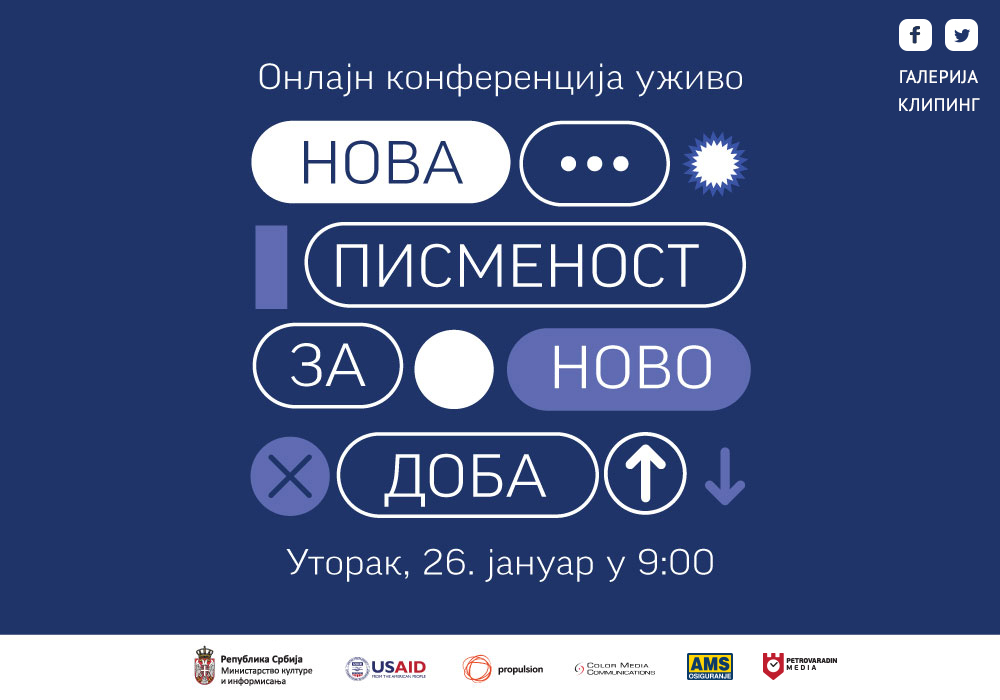 ГАЛЕРИЈА
КЛИПИНГ
Онлајн конференција уживо
НОВА
ПИСМЕНОСТ
ЗА НОВО
ДОБА
Уторак, 26. јануар у 9:00
Република Србија
Министарство културе
и информисања
USAID
FROM THE AMERICAN PEOPLE
propulsion
COLOR MEDIA
COMMUNICATIONS
AMS
OSIGURANJE
PETROVARADIN
MEDIA